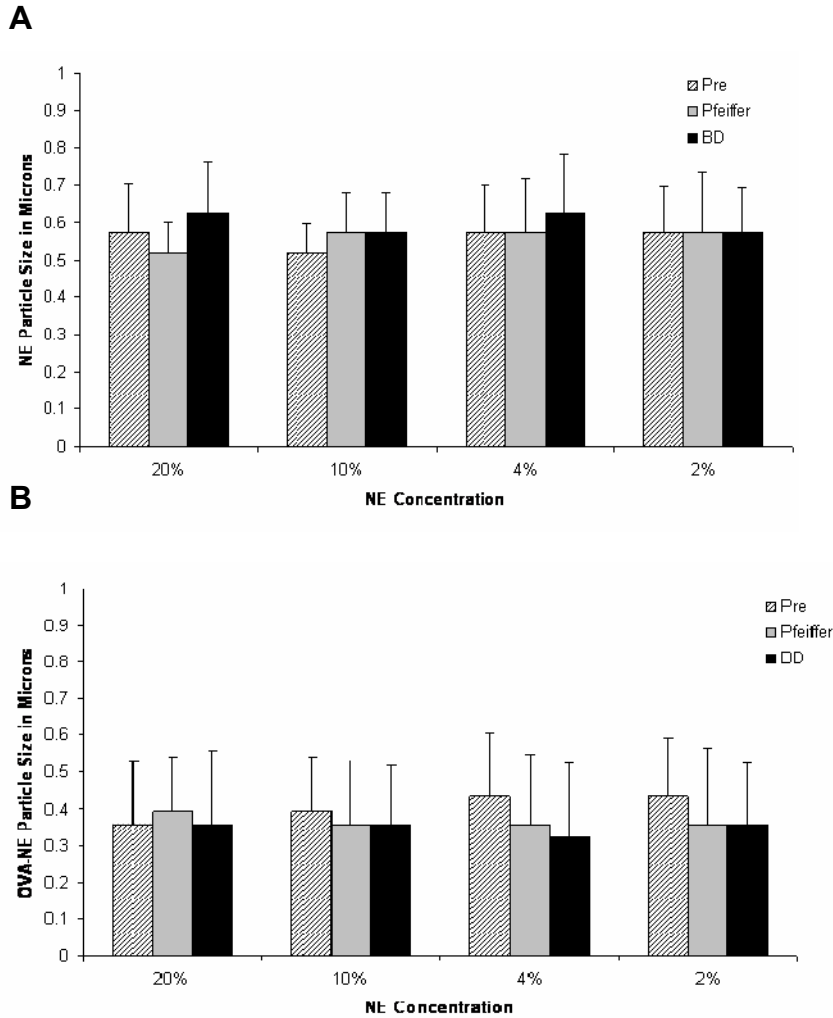 A
1
0.9
0.8
0.7
0.6
0.5
0.4
0.3
0.2
0.1
0
NE Particle Size in Microns
Pre
Pfeiffer
BD
20% 10% 4% 2%
NE Concentration
B
1
0.9
0.8
0.7
0.6
0.5
0.4
0.3
0.2
0.1
0
OVA-NE Particle Size in Microns
Pre
Pfeiffer
DD
20% 10% 4% 2%
NE Concentration